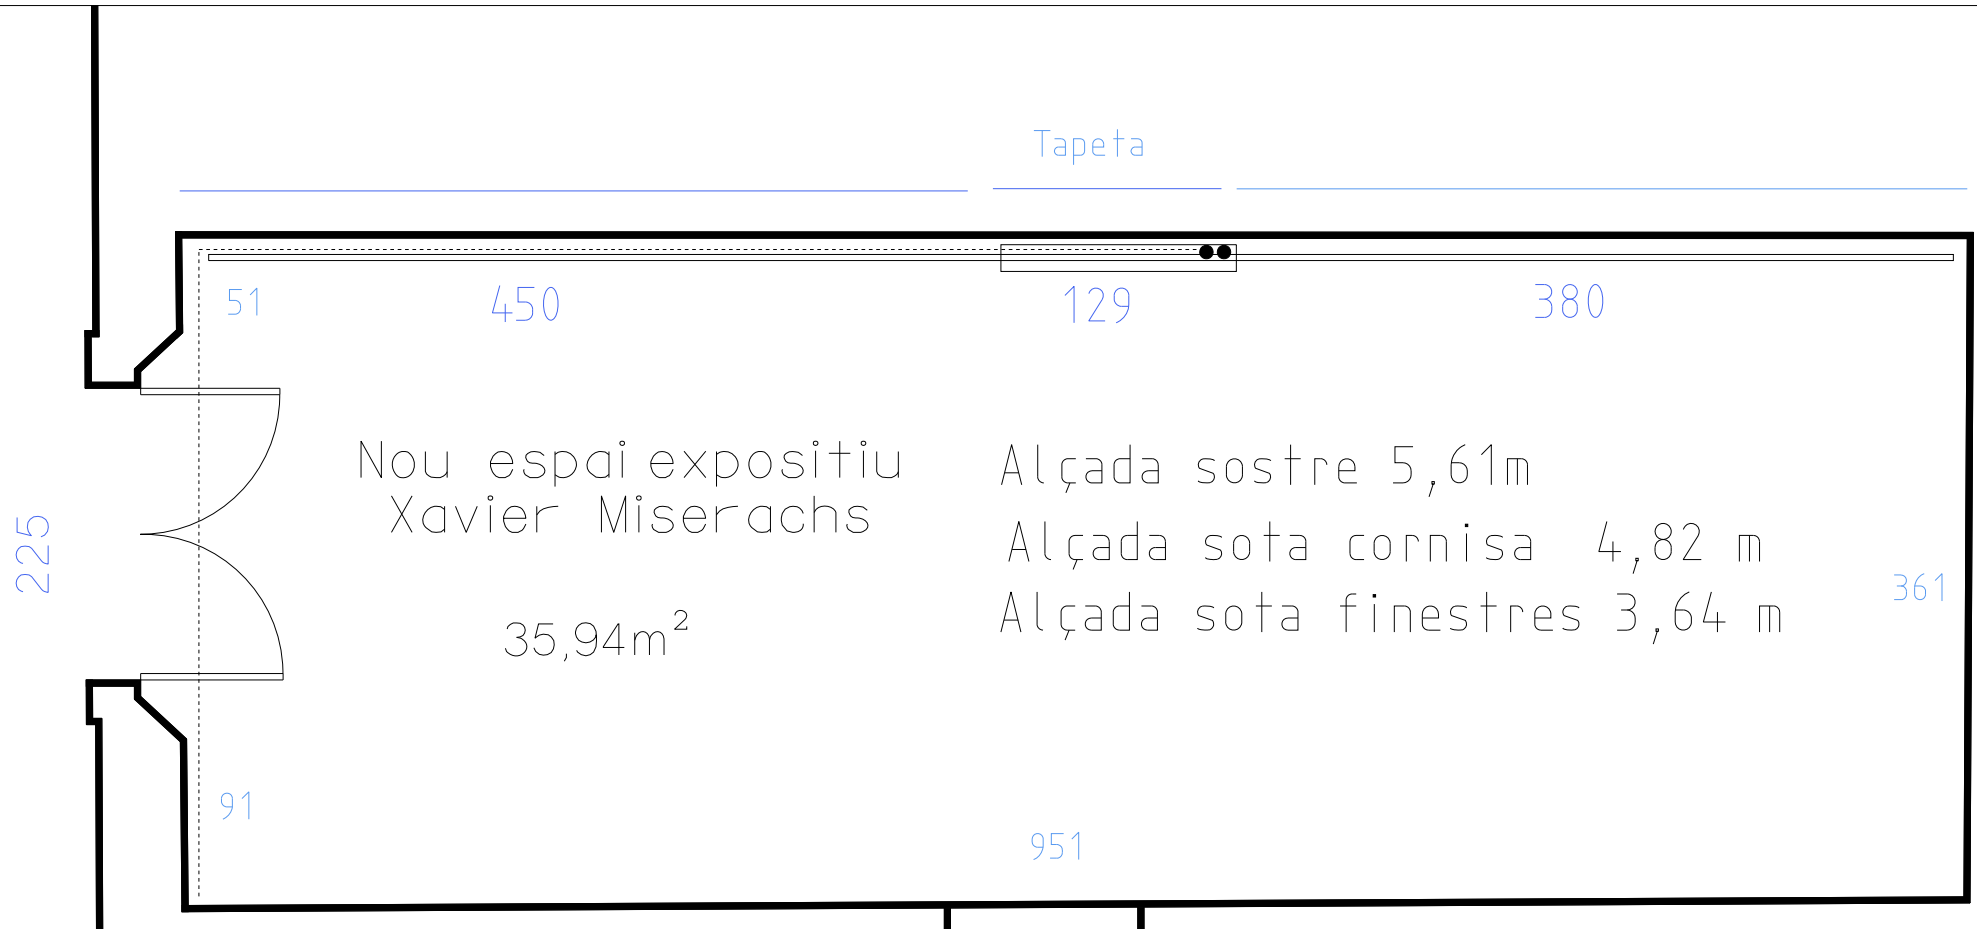 Tapeta
51
450
129
380
Nou espai expositiu
Xavier Miserachs
35,94m²
Alçada sostre 5,61m
Alçada sota cornisa 4,82 m
Alçada sota finestres 3,64 m
225
361
91
951